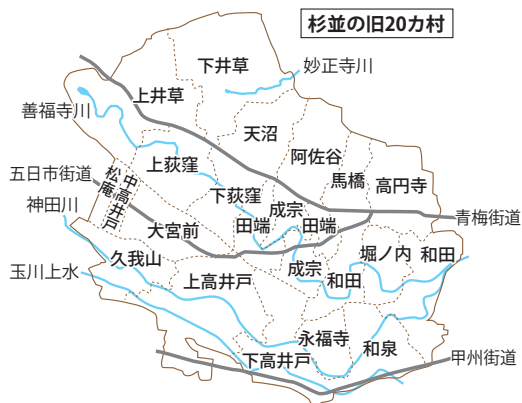 杉並の旧20カ村
下井草
妙正寺川
上井草
善福寺川
天沼
阿佐谷
上荻窪
馬橋
高円寺
五日市街道
中高井戸
松庵
下荻窪
成宗
神田川
大宮前
田端
田端
青梅街道
久我山
堀ノ内
和田
玉川上水
上高井戸
成宗
和田
永福寺
和泉
下高井戸
甲州街道